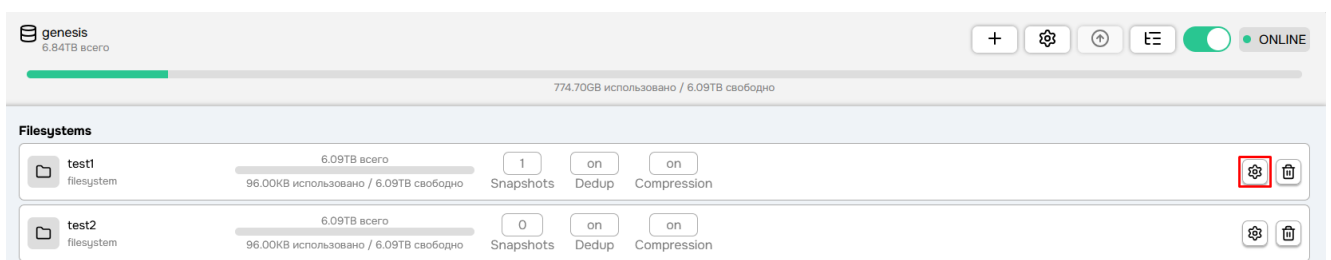 genesis
6.84TB всего
ONLINE
774.70GB использовано / 6.09TB свободно
Filesystems
test1
filesystem
6.09TB всего
96.00KB использовано / 6.09TB свободно
1
Snapshots
on
Dedup
on
Compression
test2
filesystem
6.09TB всего
96.00KB использовано / 6.09TB свободно
0
Snapshots
on
Dedup
on
Compression